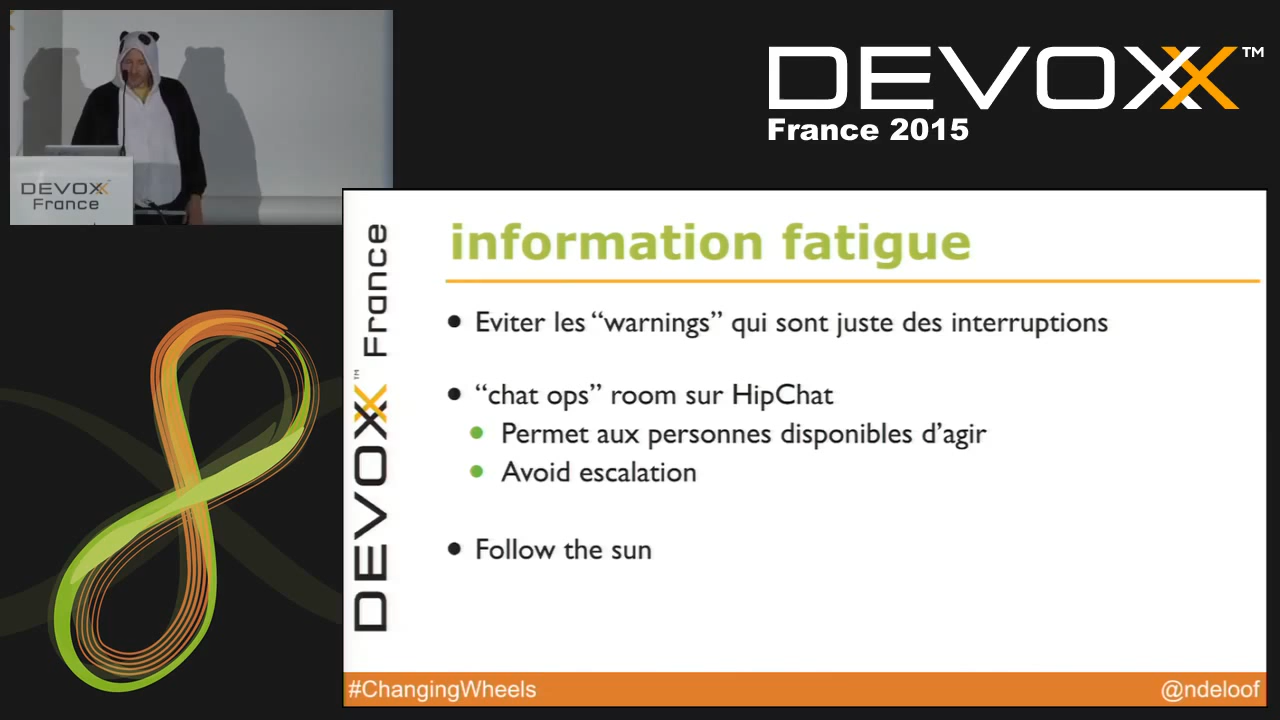 DEVOXX™
France 2015
DEVOXX
France
DEVOXX™ France
information fatigue
• Eviter les “warnings” qui sont juste des interruptions
• “chat ops” room sur HipChat
• Permet aux personnes disponibles d’agir
• Avoid escalation
• Follow the sun
#ChangingWheels
@ndeloof